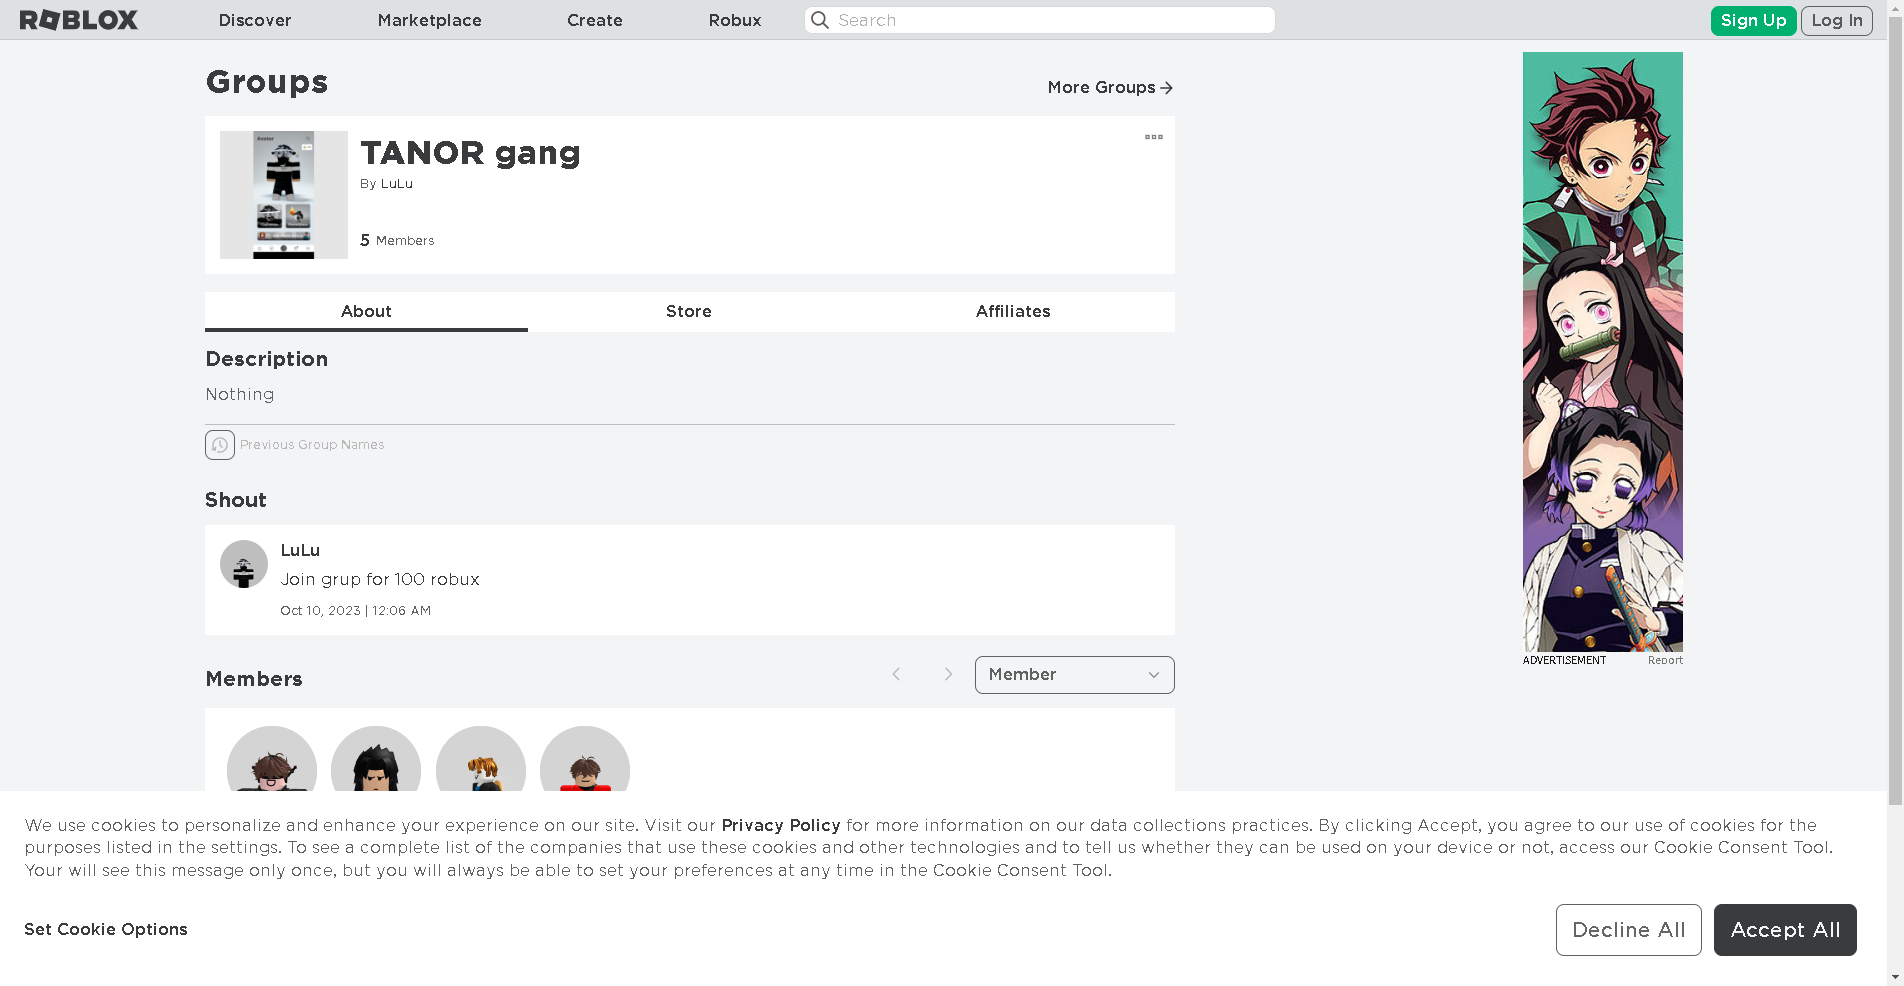 ROBLOX Discover Marketplace Create Robux Search Sign Up Log In
Groups
More Groups
TANOR gang
By LuLu
5 Members
About Store Affiliates
Description
Nothing
Previous Group Names
Shout
LuLu
Join grup for 100 robux
Oct 10, 2023 | 12:06 AM
ADVERTISEMENT Report
Members
Member
We use cookies to personalize and enhance your experience on our site. Visit our Privacy Policy for more information on our data collections practices. By clicking Accept, you agree to our use of cookies for the
purposes listed in the settings. To see a complete list of the companies that use these cookies and other technologies and to tell us whether they can be used on your device or not, access our Cookie Consent Tool.
Your will see this message only once, but you will always be able to set your preferences at any time in the Cookie Consent Tool.
Set Cookie Options
Decline All
Accept All